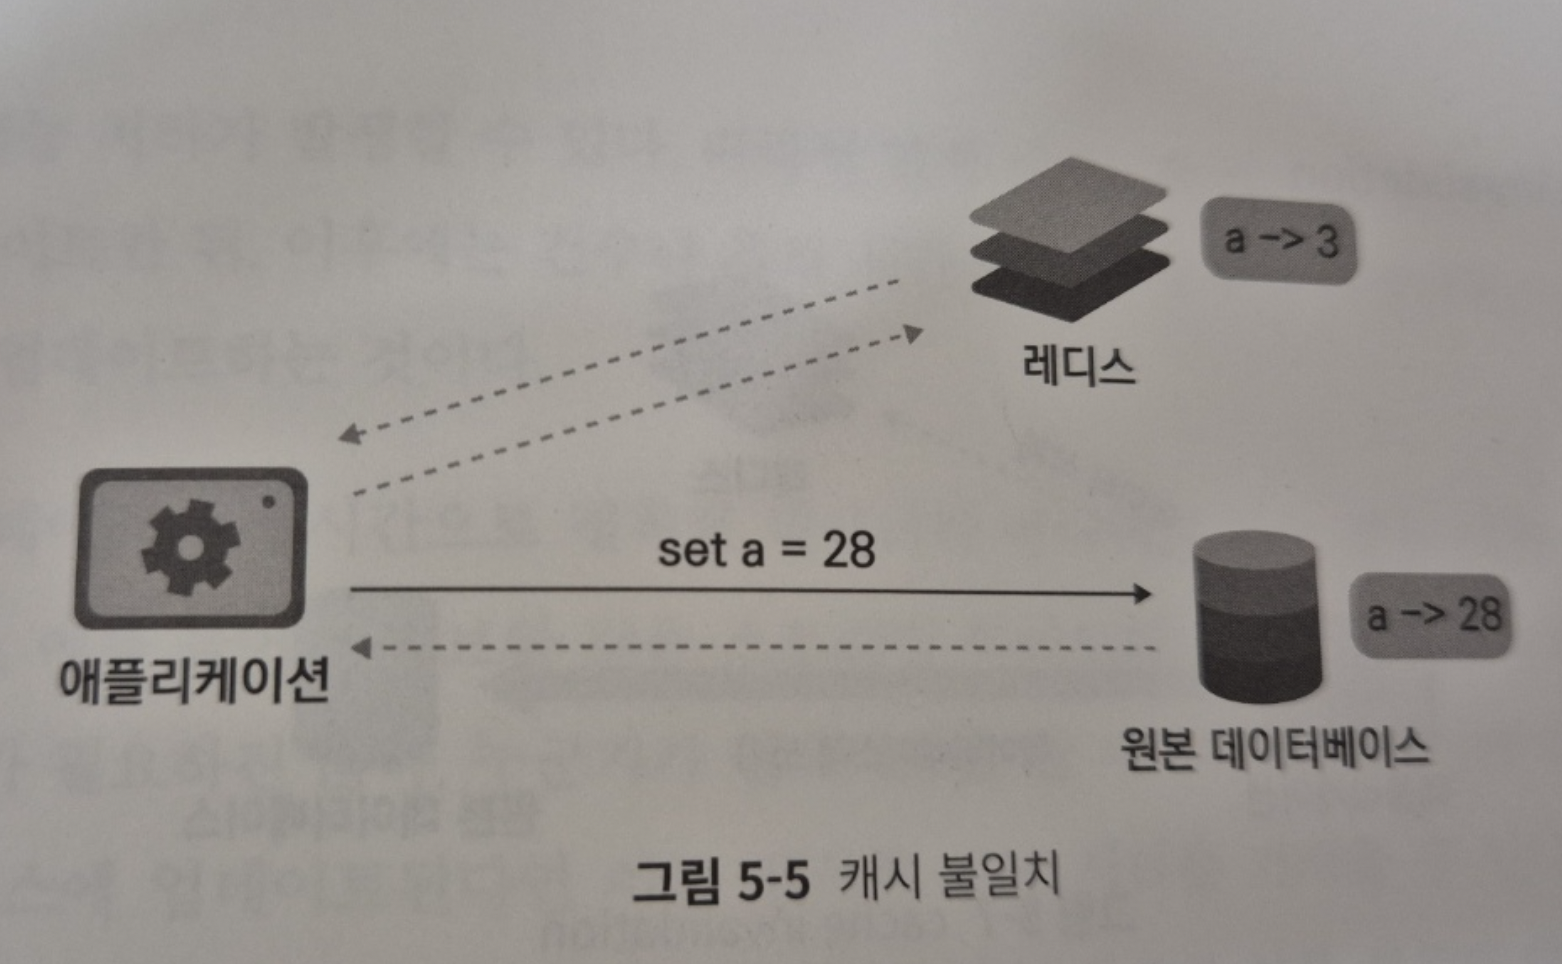 a -> 3
레디스
set a = 28
a -> 28
애플리케이션
원본 데이터베이스
그림 5-5 캐시 불일치